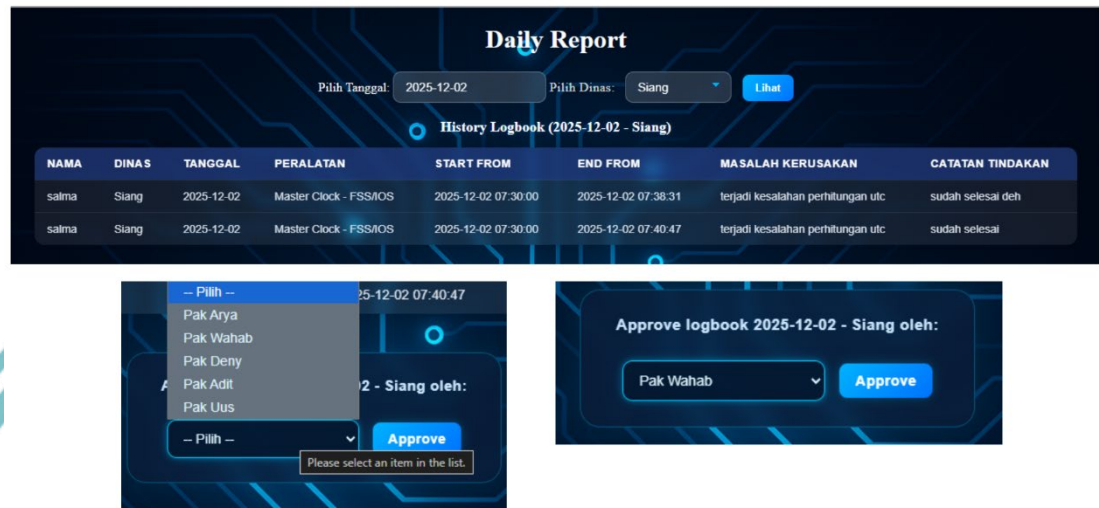 Daily Report
Pilih Tanggal: 2025-12-02 Pilih Dinas: Siang Lihat
History Logbook (2025-12-02 - Siang)
NAMA DINAS TANGGAL PERALATAN START FROM END FROM MASALAH KERUSAKAN CATATAN TINDAKAN
salma Siang 2025-12-02 Master Clock - FSS/IOS 2025-12-02 07:30:00 2025-12-02 07:38:31 terjadi kesalahan perhitungan utc sudah selesai deh
salma Siang 2025-12-02 Master Clock - FSS/IOS 2025-12-02 07:30:00 2025-12-02 07:40:47 terjadi kesalahan perhitungan utc sudah selesai
-- Pilih -- 25-12-02 07:40:47
Pak Arya
Pak Wahab
Pak Deny
Pak Adit
Pak Uus
2 - Siang oleh:
-- Pilih -- Approve
Please select an item in the list.
Approve logbook 2025-12-02 - Siang oleh:
Pak Wahab Approve